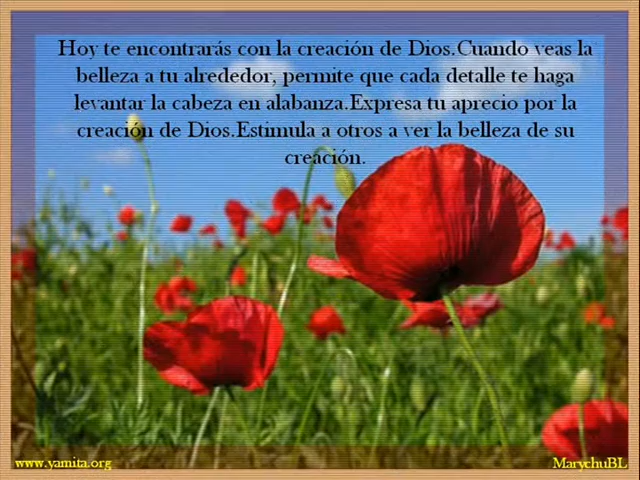 Hoy te encontrarás con la creación de Dios.Cuando veas la
belleza a tu alrededor, permite que cada detalle te haga
levantar la cabeza en alabanza.Expresa tu aprecio por la
creación de Dios.Estimula a otros a ver la belleza de su
creación.
www.yamita.org
MarychuBL